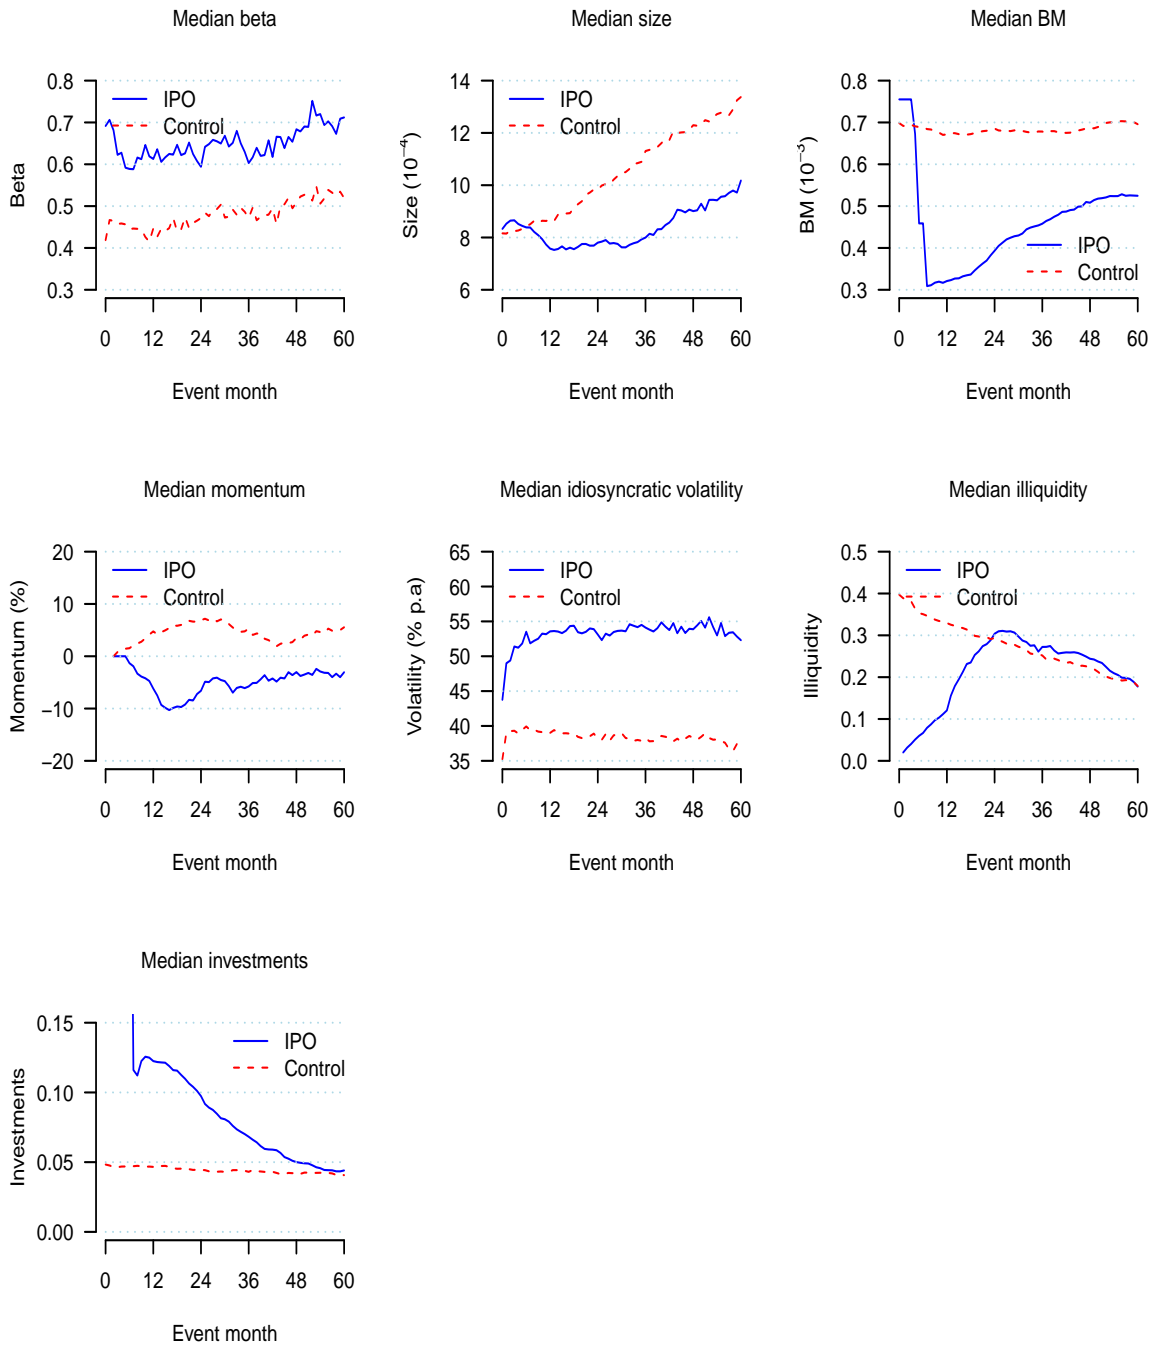 Median beta
Beta
0.8
0.7
0.6
0.5
0.4
0.3
IPO
Control
0 12 24 36 48 60
Event month
Median size
Size (10⁻⁴)
14
12
10
8
6
IPO
Control
0 12 24 36 48 60
Event month
Median BM
BM (10⁻³)
0.8
0.7
0.6
0.5
0.4
0.3
IPO
Control
0 12 24 36 48 60
Event month
Median momentum
Momentum (%)
20
10
0
−10
−20
IPO
Control
0 12 24 36 48 60
Event month
Median idiosyncratic volatility
Volatility (% p.a)
65
60
55
50
45
40
35
IPO
Control
0 12 24 36 48 60
Event month
Median illiquidity
Illiquidity
0.5
0.4
0.3
0.2
0.1
0.0
IPO
Control
0 12 24 36 48 60
Event month
Median investments
Investments
0.15
0.10
0.05
0.00
IPO
Control
0 12 24 36 48 60
Event month